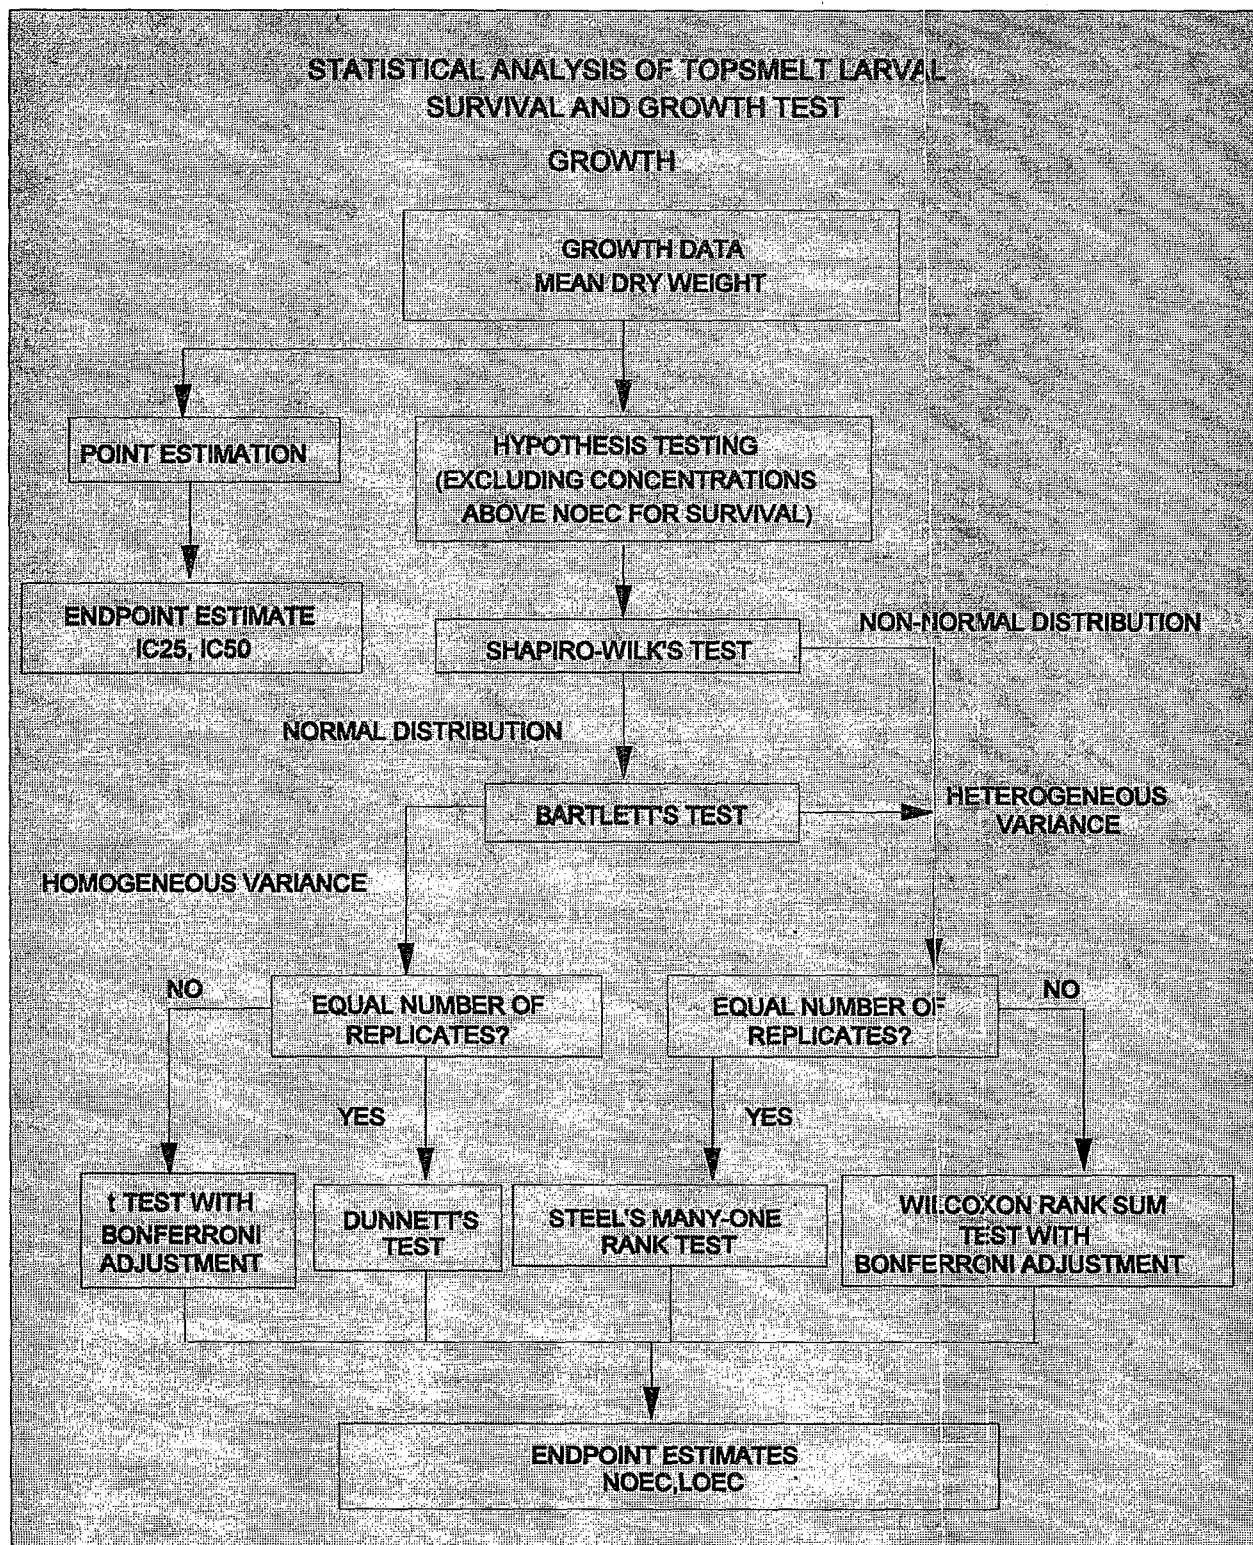 STATISTICAL ANALYSIS OF TOPSMELT LARVAL
SURVIVAL AND GROWTH TEST
GROWTH
GROWTH DATA
MEAN DRY WEIGHT
POINT ESTIMATION
HYPOTHESIS TESTING
(EXCLUDING CONCENTRATIONS
ABOVE NOEC FOR SURVIVAL)
ENDPOINT ESTIMATE
IC25, IC50
SHAPIRO-WILK'S TEST
NON-NORMAL DISTRIBUTION
NORMAL DISTRIBUTION
BARTLETT'S TEST
HETEROGENEOUS
VARIANCE
HOMOGENEOUS VARIANCE
NO
EQUAL NUMBER OF
REPLICATES?
EQUAL NUMBER OF
REPLICATES?
NO
YES
YES
t TEST WITH
BONFERRONI
ADJUSTMENT
DUNNETT'S
TEST
STEEL'S MANY-ONE
RANK TEST
WILCOXON RANK SUM
TEST WITH
BONFERRONI ADJUSTMENT
ENDPOINT ESTIMATES
NOEC,LOEC